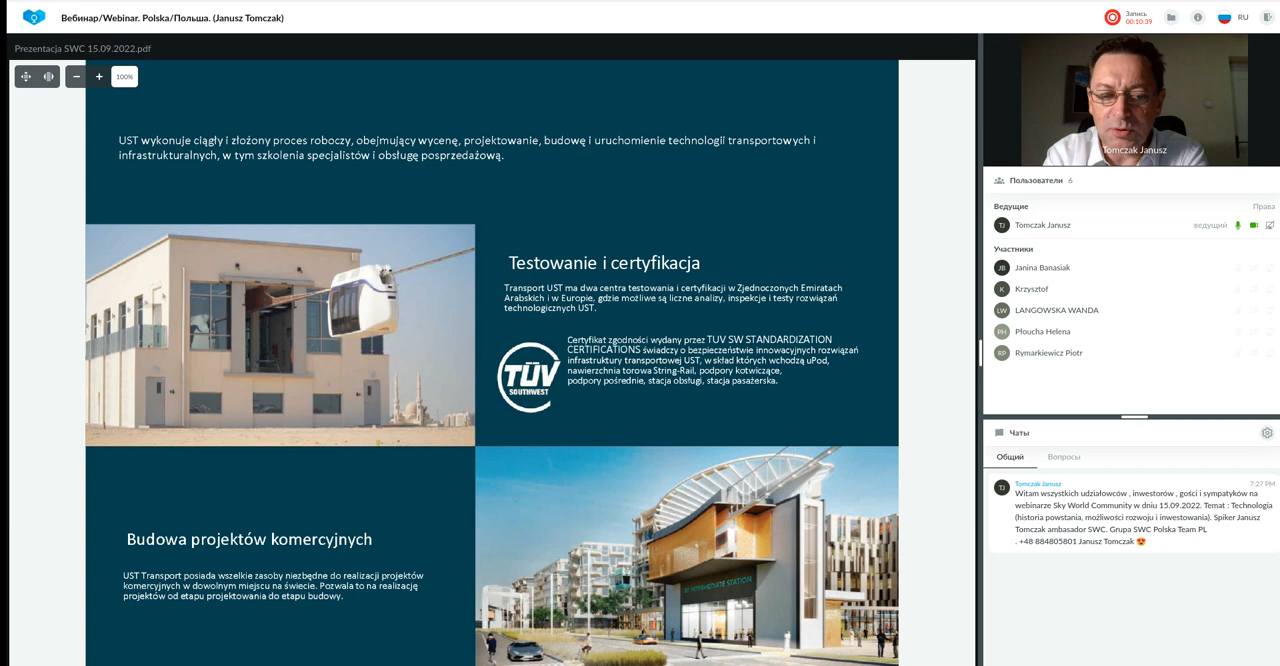 Вебинар/Webinar. Polska/Польша. (Janusz Tomczak)
Запись
00:10:39
RU
Prezentacja SWC 15.09.2022.pdf
100%
UST wykonuje ciągły i złożony proces roboczy, obejmujący wycenę, projektowanie, budowę i uruchomienie technologii transportowych i
infrastrukturalnych, w tym szkolenia specjalistów i obsługę posprzedażową.
Testowanie i certyfikacja
Transport UST ma dwa centra testowania i certyfikacji w Zjednoczonych Emiratach
Arabskich i w Europie, gdzie możliwe są liczne analizy, inspekcje i testy rozwiązań
technologicznych UST.
Certyfikat zgodności wydany przez TUV SW STANDARDIZATION
CERTIFICATIONS świadczy o bezpieczeństwie innowacyjnych rozwiązań
infrastruktury transportowej UST, w skład których wchodzą uPod,
nawierzchnia torowa String-Rail, podpory kotwiczące,
podpory pośrednie, stacja obsługi, stacja pasażerska.
TÜV
SOUTHWEST
Budowa projektów komercyjnych
UST Transport posiada wszelkie zasoby niezbędne do realizacji projektów
komercyjnych w dowolnym miejscu na świecie. Pozwala to na realizację
projektów od etapu projektowania do etapu budowy.
INTERMEDIATE STATION
Tomczak Janusz
Пользователи 6
Ведущие Права
TJ Tomczak Janusz ведущий
Участники
JB Janina Banasiak
K Krzysztof
LW LANGOWSKA WANDA
PH Płoucha Helena
RP Rymarkiewicz Piotr
Чаты
Общий Вопросы
TJ Tomczak Janusz 7:27 PM
Witam wszystkich udziałowców , inwestorów , gości i sympatyków na
webinarze Sky World Community w dniu 15.09.2022. Temat : Technologia
(historia powstania, możliwości rozwoju i inwestowania). Spiker Janusz
Tomczak ambasador SWC. Grupa SWC Polska Team PL
. +48 884805801 Janusz Tomczak 😍